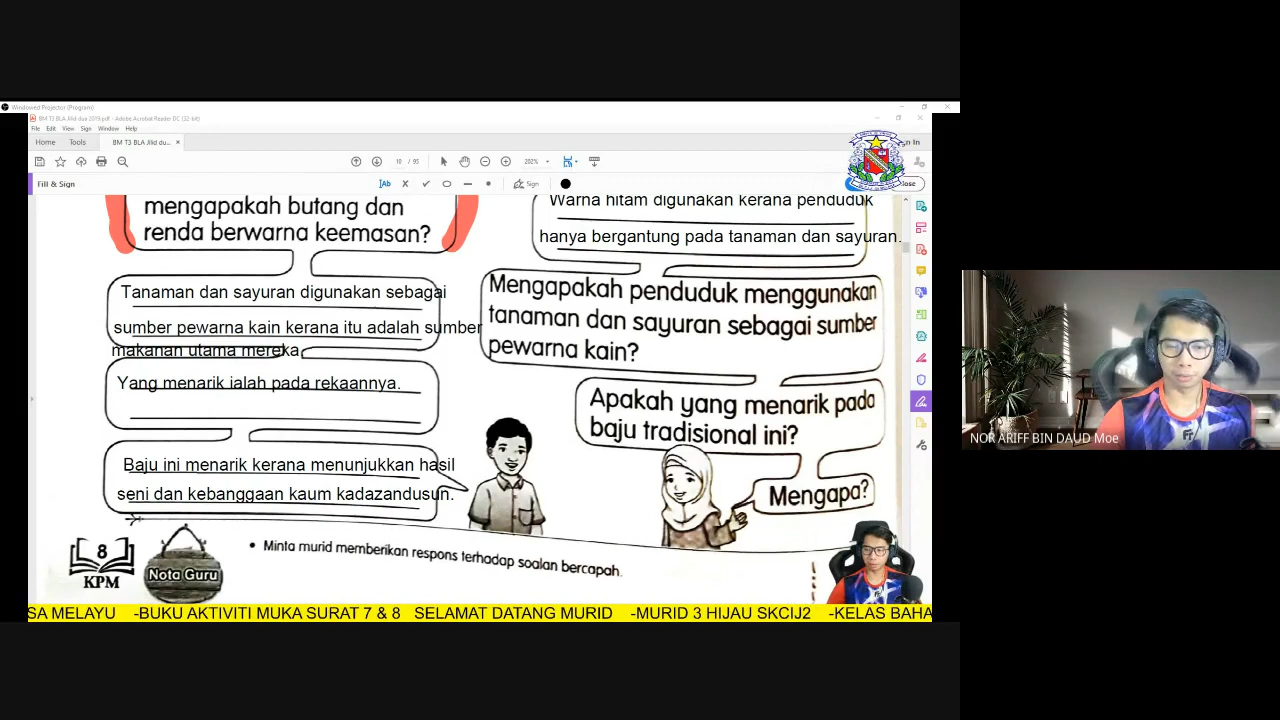 Windowed Projector (Program)
BM T3 BLA Jilid dua 2019.pdf - Adobe Acrobat Reader DC (32-bit)
File Edit View Sign Window Help
Home Tools BM T3 BLA Jilid du... × gn In
10 / 95 202%
Fill & Sign Sign lose
mengapakah butang dan
renda berwarna keemasan?
Warna hitam digunakan kerana penduduk
hanya bergantung pada tanaman dan sayuran.
Tanaman dan sayuran digunakan sebagai
sumber pewarna kain kerana itu adalah sumber
makanan utama mereka.
Mengapakah penduduk menggunakan
tanaman dan sayuran sebagai sumber
pewarna kain?
Yang menarik ialah pada rekaannya.
Apakah yang menarik pada
baju tradisional ini?
Baju ini menarik kerana menunjukkan hasil
seni dan kebanggaan kaum kadazandusun.
Mengapa?
8
KPM
Nota Guru
• Minta murid memberikan respons terhadap soalan bercapah.
SA MELAYU -BUKU AKTIVITI MUKA SURAT 7 & 8 SELAMAT DATANG MURID -MURID 3 HIJAU SKCIJ2 -KELAS BAHA
NOR ARIFF BIN DAUD Moe